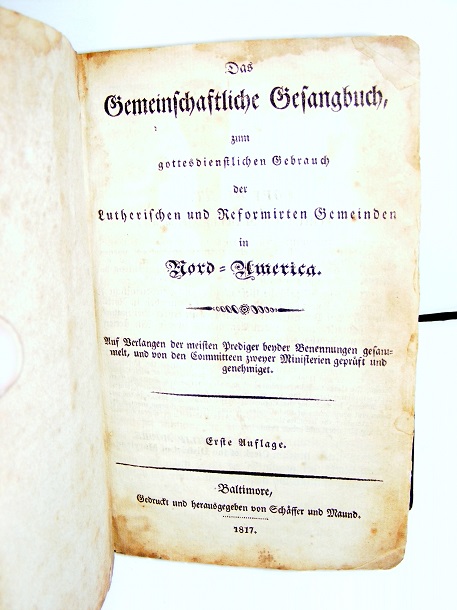 Das
Gemeinschaftliche Gesangbuch,
zum
gottesdienstlichen Gebrauch
der
Lutherischen und Reformirten Gemeinden
in
Nord=America.
Auf Verlangen der meisten Prediger beyder Benennungen gesam=
melt, und von den Committeen zweyer Ministerien geprüft und
genehmiget.
Erste Auflage.
Baltimore,
Gedruckt und herausgegeben von Schäffer und Maund.
1817.